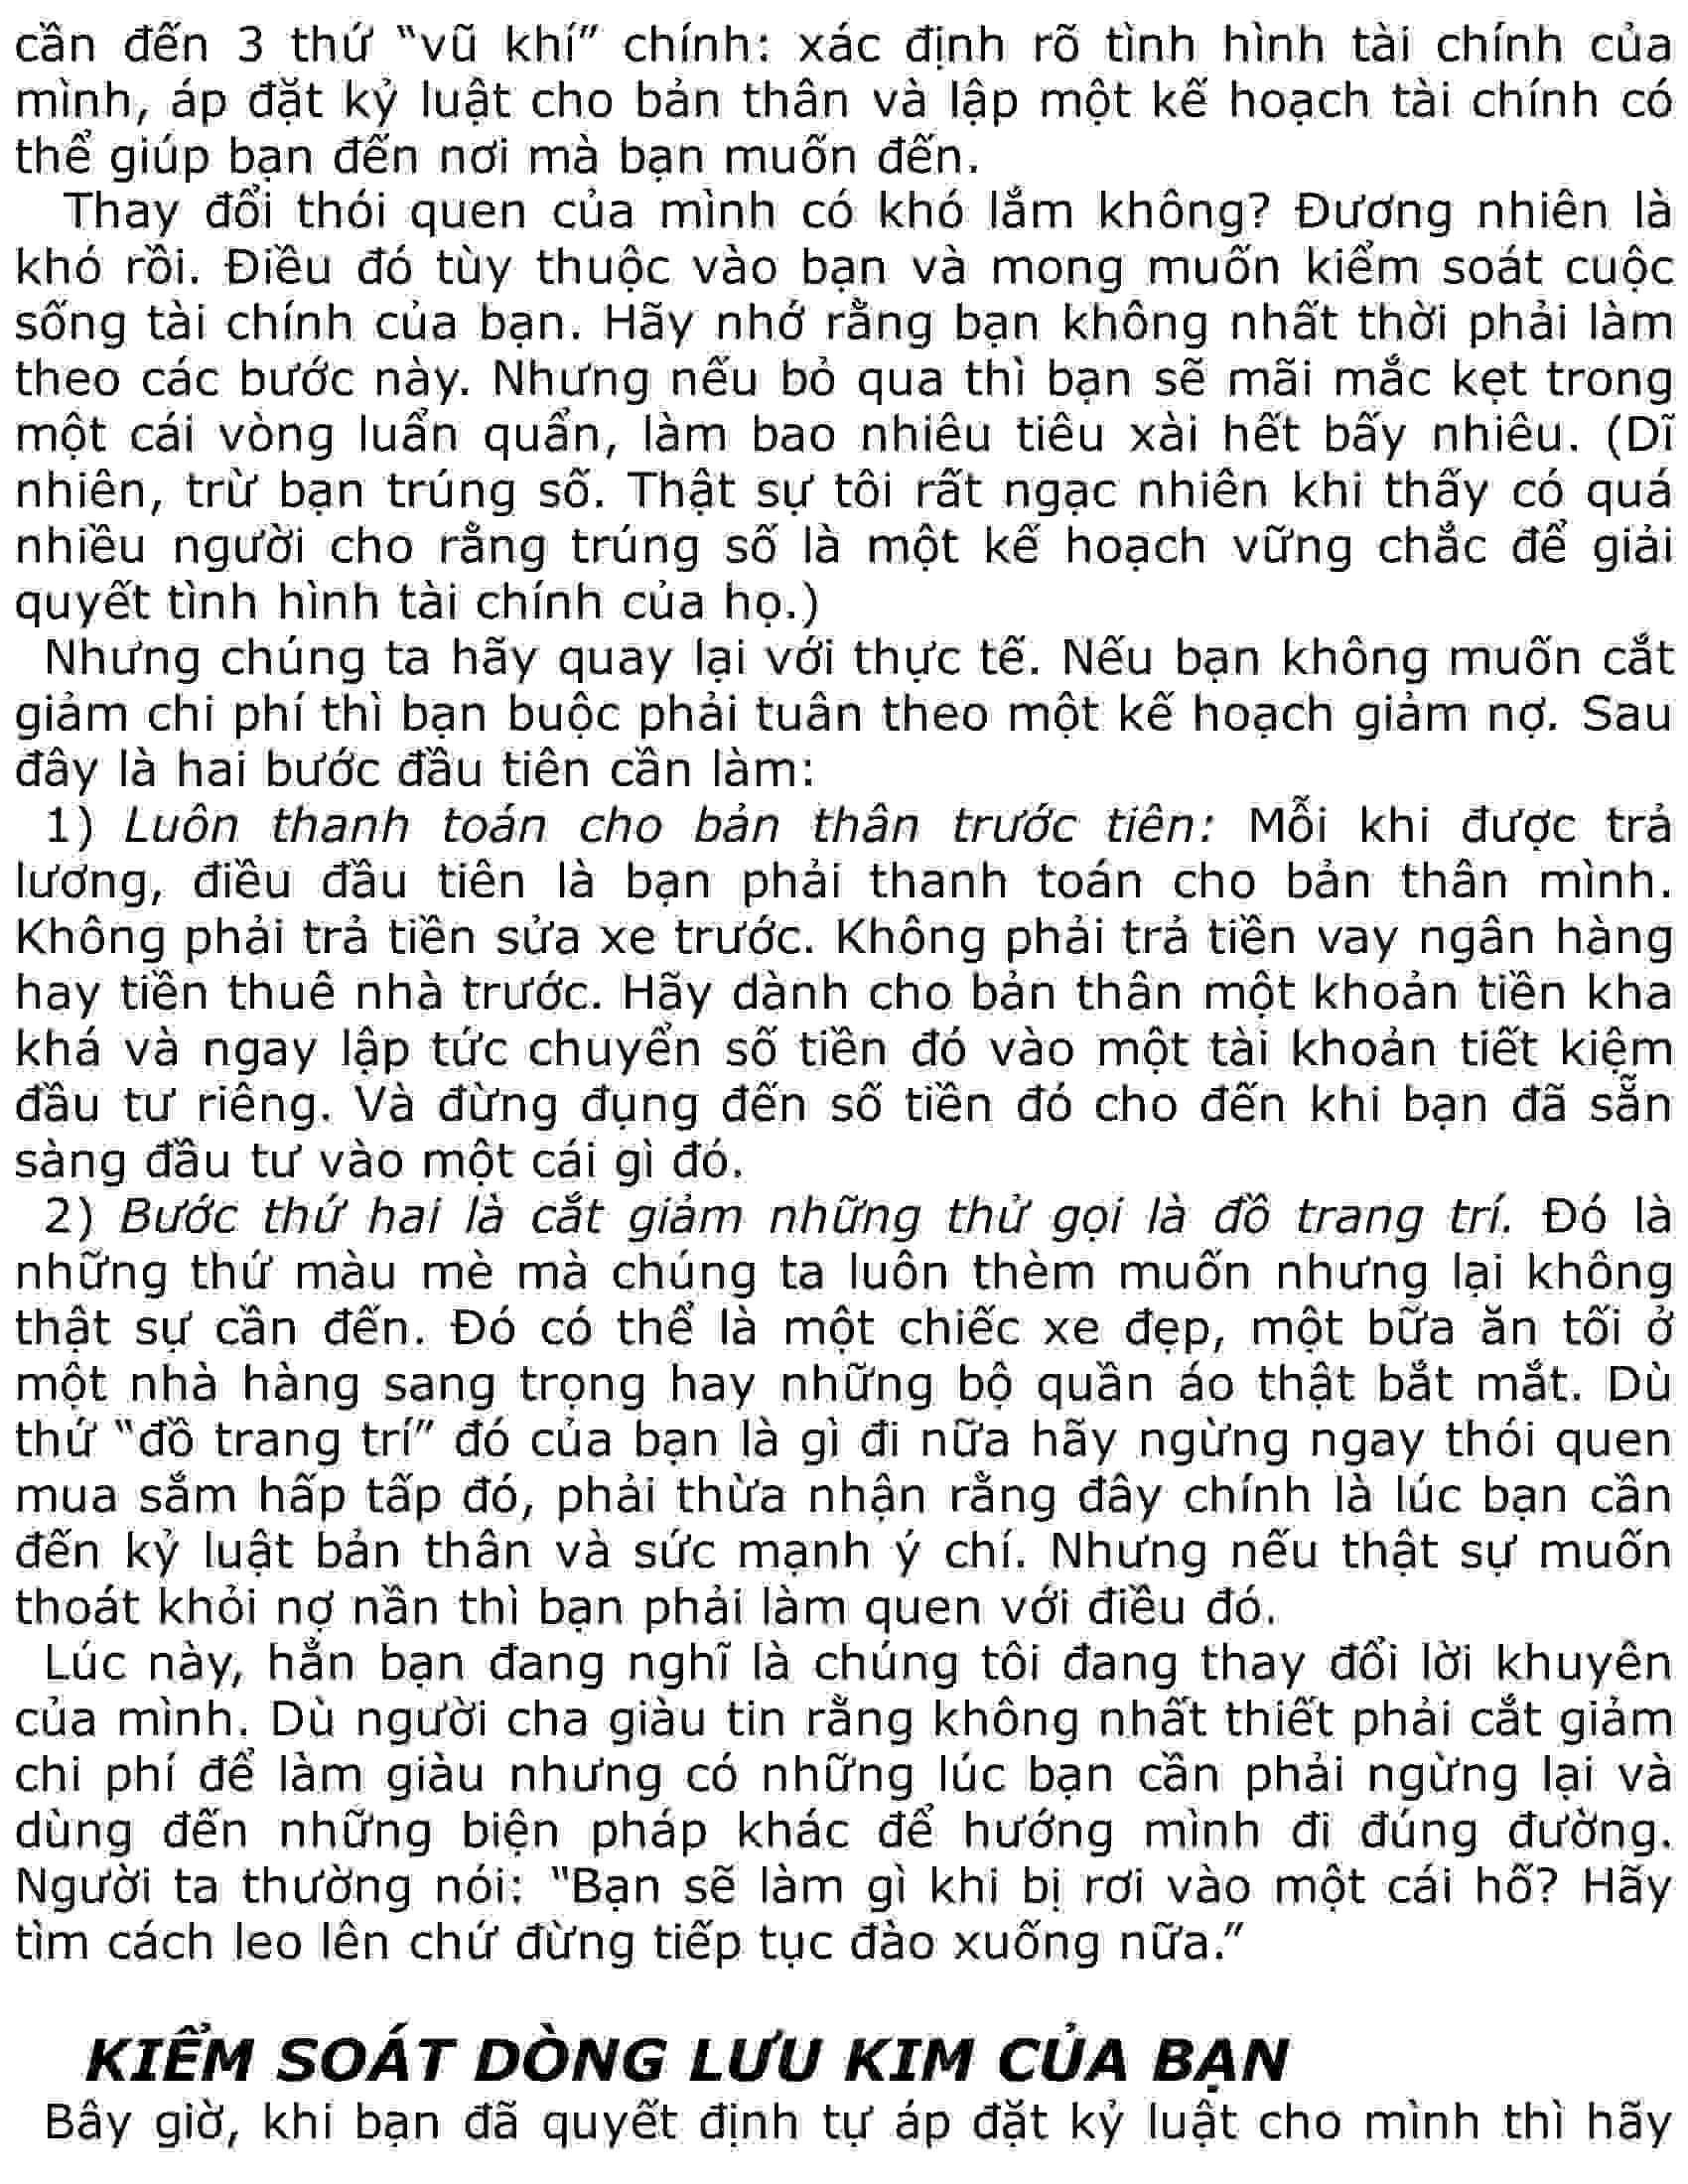 cần đến 3 thứ “vũ khí” chính: xác định rõ tình hình tài chính của
mình, áp đặt kỷ luật cho bản thân và lập một kế hoạch tài chính có
thể giúp bạn đến nơi mà bạn muốn đến.
Thay đổi thói quen của mình có khó lắm không? Đương nhiên là
khó rồi. Điều đó tùy thuộc vào bạn và mong muốn kiểm soát cuộc
sống tài chính của bạn. Hãy nhớ rằng bạn không nhất thời phải làm
theo các bước này. Nhưng nếu bỏ qua thì bạn sẽ mãi mắc kẹt trong
một cái vòng luẩn quẩn, làm bao nhiêu tiêu xài hết bấy nhiêu. (Dĩ
nhiên, trừ bạn trúng số. Thật sự tôi rất ngạc nhiên khi thấy có quá
nhiều người cho rằng trúng số là một kế hoạch vững chắc để giải
quyết tình hình tài chính của họ.)
Nhưng chúng ta hãy quay lại với thực tế. Nếu bạn không muốn cắt
giảm chi phí thì bạn buộc phải tuân theo một kế hoạch giảm nợ. Sau
đây là hai bước đầu tiên cần làm:
1) Luôn thanh toán cho bản thân trước tiên: Mỗi khi được trả
lương, điều đầu tiên là bạn phải thanh toán cho bản thân mình.
Không phải trả tiền sửa xe trước. Không phải trả tiền vay ngân hàng
hay tiền thuê nhà trước. Hãy dành cho bản thân một khoản tiền kha
khá và ngay lập tức chuyển số tiền đó vào một tài khoản tiết kiệm
đầu tư riêng. Và đừng đụng đến số tiền đó cho đến khi bạn đã sẵn
sàng đầu tư vào một cái gì đó.
2) Bước thứ hai là cắt giảm những thử gọi là đồ trang trí. Đó là
những thứ màu mè mà chúng ta luôn thèm muốn nhưng lại không
thật sự cần đến. Đó có thể là một chiếc xe đẹp, một bữa ăn tối ở
một nhà hàng sang trọng hay những bộ quần áo thật bắt mắt. Dù
thứ “đồ trang trí” đó của bạn là gì đi nữa hãy ngừng ngay thói quen
mua sắm hấp tấp đó, phải thừa nhận rằng đây chính là lúc bạn cần
đến kỷ luật bản thân và sức mạnh ý chí. Nhưng nếu thật sự muốn
thoát khỏi nợ nần thì bạn phải làm quen với điều đó.
Lúc này, hẳn bạn đang nghĩ là chúng tôi đang thay đổi lời khuyên
của mình. Dù người cha giàu tin rằng không nhất thiết phải cắt giảm
chi phí để làm giàu nhưng có những lúc bạn cần phải ngừng lại và
dùng đến những biện pháp khác để hướng mình đi đúng đường.
Người ta thường nói: “Bạn sẽ làm gì khi bị rơi vào một cái hố? Hãy
tìm cách leo lên chứ đừng tiếp tục đào xuống nữa.”
KIỂM SOÁT DÒNG LƯU KIM CỦA BẠN
Bây giờ, khi bạn đã quyết định tự áp đặt kỷ luật cho mình thì hãy